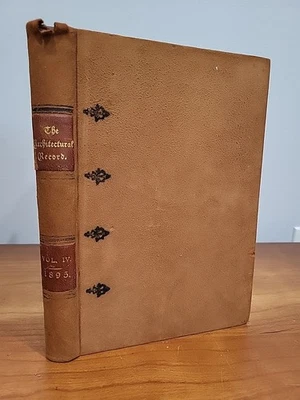 The
Architectural
Record.
VOL. IV.
1895.